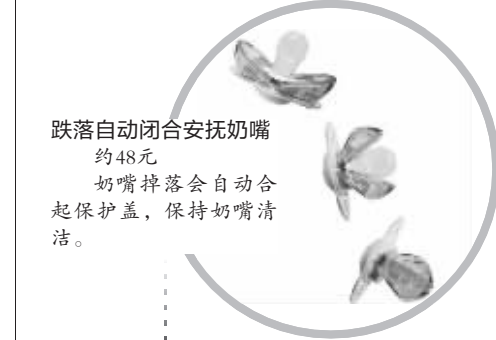 跌落自动闭合安抚奶嘴
约48元
奶嘴掉落会自动合
起保护盖，保持奶嘴清
洁。